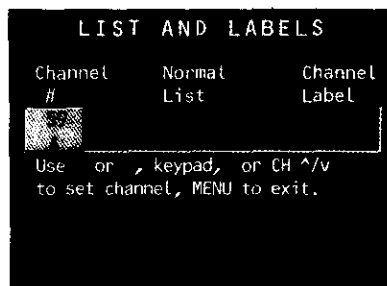 LIST AND LABELS
Channel Normal Channel
# List Label
Use or , keypad, or CH ^/v
to set channel, MENU to exit.